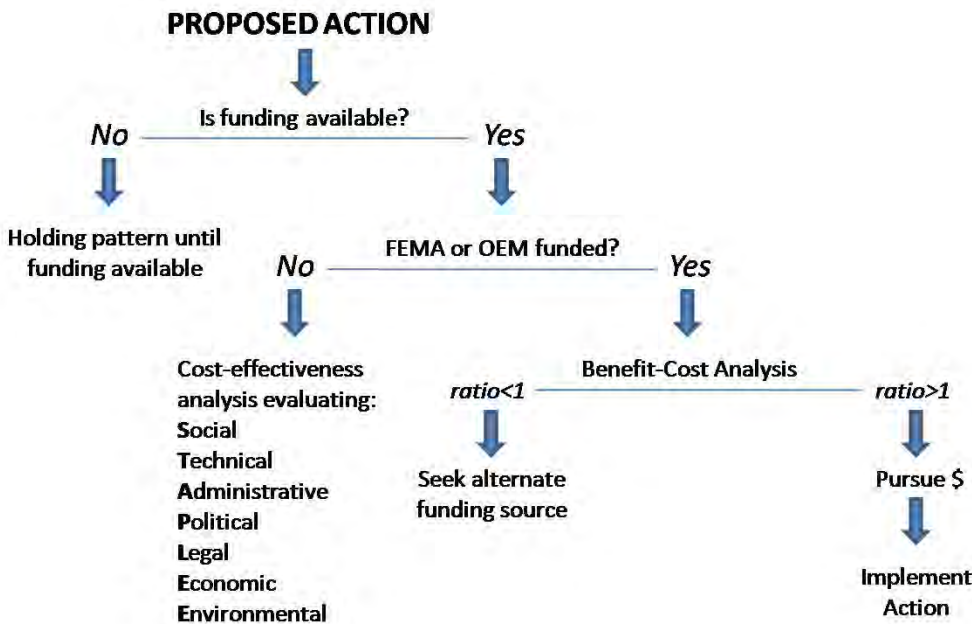 PROPOSED ACTION
Is funding available?
No
Yes
Holding pattern until
funding available
FEMA or OEM funded?
No
Yes
Cost-effectiveness
analysis evaluating:
Social
Technical
Administrative
Political
Legal
Economic
Environmental
Benefit-Cost Analysis
ratio<1
ratio>1
Seek alternate
funding source
Pursue $
Implement
Action